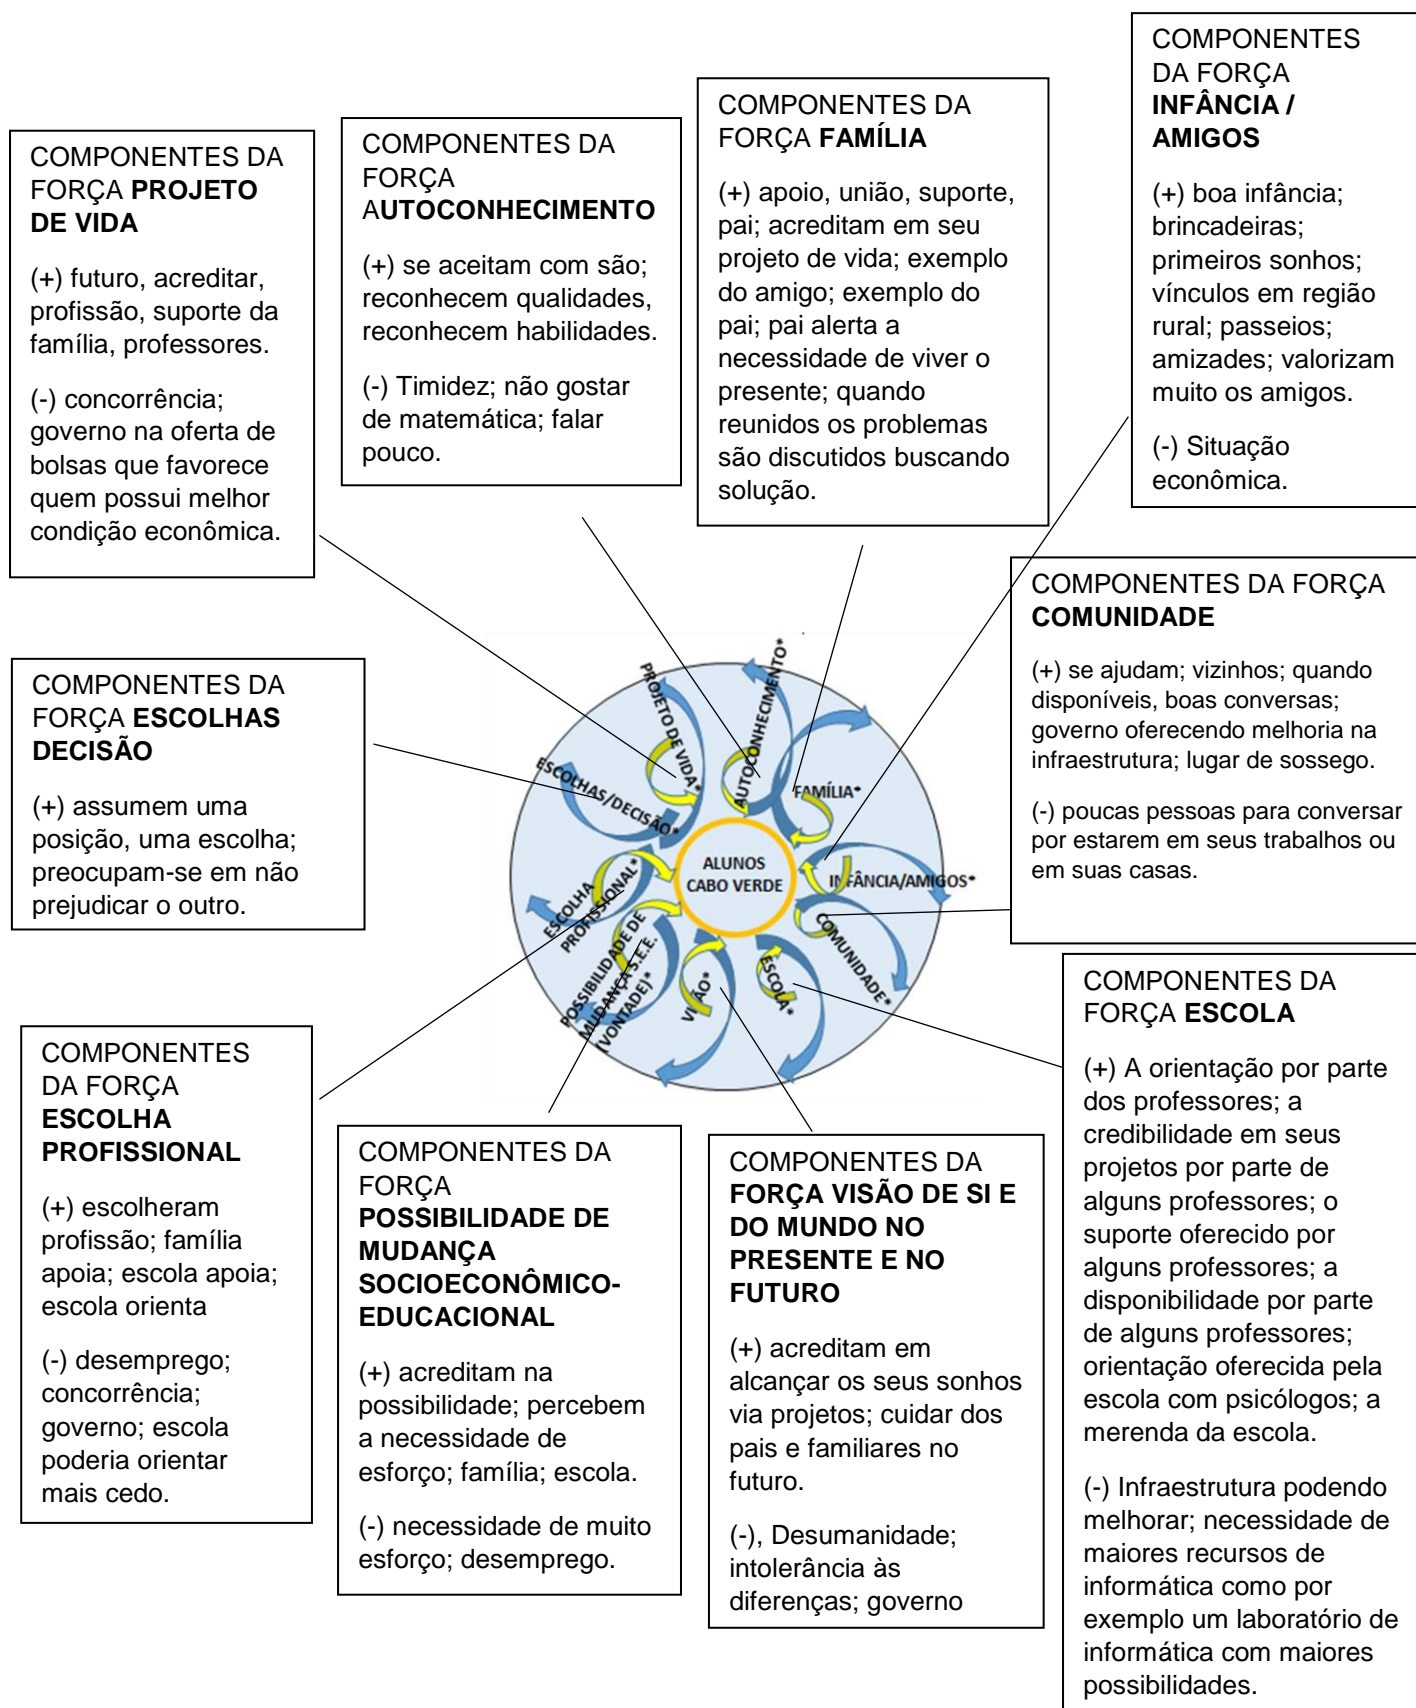 COMPONENTES DA
FORÇA PROJETO
DE VIDA
(+) futuro, acreditar,
profissão, suporte da
família, professores.
(-) concorrência;
governo na oferta de
bolsas que favorece
quem possui melhor
condição econômica.
COMPONENTES DA
FORÇA
AUTOCONHECIMENTO
(+) se aceitam com são;
reconhecem qualidades,
reconhecem habilidades.
(-) Timidez; não gostar
de matemática; falar
pouco.
COMPONENTES DA
FORÇA FAMÍLIA
(+) apoio, união, suporte,
pai; acreditam em seu
projeto de vida; exemplo
do amigo; exemplo do
pai; pai alerta a
necessidade de viver o
presente; quando
reunidos os problemas
são discutidos buscando
solução.
COMPONENTES
DA FORÇA
INFÂNCIA /
AMIGOS
(+) boa infância;
brincadeiras;
primeiros sonhos;
vínculos em região
rural; passeios;
amizades; valorizam
muito os amigos.
(-) Situação
econômica.
COMPONENTES DA FORÇA
COMUNIDADE
(+) se ajudam; vizinhos; quando
disponíveis, boas conversas;
governo oferecendo melhoria na
infraestrutura; lugar de sossego.
(-) poucas pessoas para conversar
por estarem em seus trabalhos ou
em suas casas.
COMPONENTES DA
FORÇA ESCOLHAS
DECISÃO
(+) assumem uma
posição, uma escolha;
preocupam-se em não
prejudicar o outro.
PROJETO DE VIDA*
AUTOCONHECIMENTO*
ESCOLHAS/DECISÃO*
FAMÍLIA*
ALUNOS
CABO VERDE
INFÂNCIA/AMIGOS*
ESCOLHA
PROFISSIONAL*
COMUNIDADE*
POSSIBILIDADE DE
MUDANÇA S.E.E.
(VONTADE)*
VISÃO*
ESCOLA*
COMPONENTES
DA FORÇA
ESCOLHA
PROFISSIONAL
(+) escolheram
profissão; família
apoia; escola apoia;
escola orienta
(-) desemprego;
concorrência;
governo; escola
poderia orientar
mais cedo.
COMPONENTES DA
FORÇA
POSSIBILIDADE DE
MUDANÇA
SOCIOECONÔMICO-
EDUCACIONAL
(+) acreditam na
possibilidade; percebem
a necessidade de
esforço; família; escola.
(-) necessidade de muito
esforço; desemprego.
COMPONENTES DA
FORÇA VISÃO DE SI E
DO MUNDO NO
PRESENTE E NO
FUTURO
(+) acreditam em
alcançar os seus sonhos
via projetos; cuidar dos
pais e familiares no
futuro.
(-), Desumanidade;
intolerância às
diferenças; governo
COMPONENTES DA
FORÇA ESCOLA
(+) A orientação por parte
dos professores; a
credibilidade em seus
projetos por parte de
alguns professores; o
suporte oferecido por
alguns professores; a
disponibilidade por parte
de alguns professores;
orientação oferecida pela
escola com psicólogos; a
merenda da escola.
(-) Infraestrutura podendo
melhorar; necessidade de
maiores recursos de
informática como por
exemplo um laboratório de
informática com maiores
possibilidades.